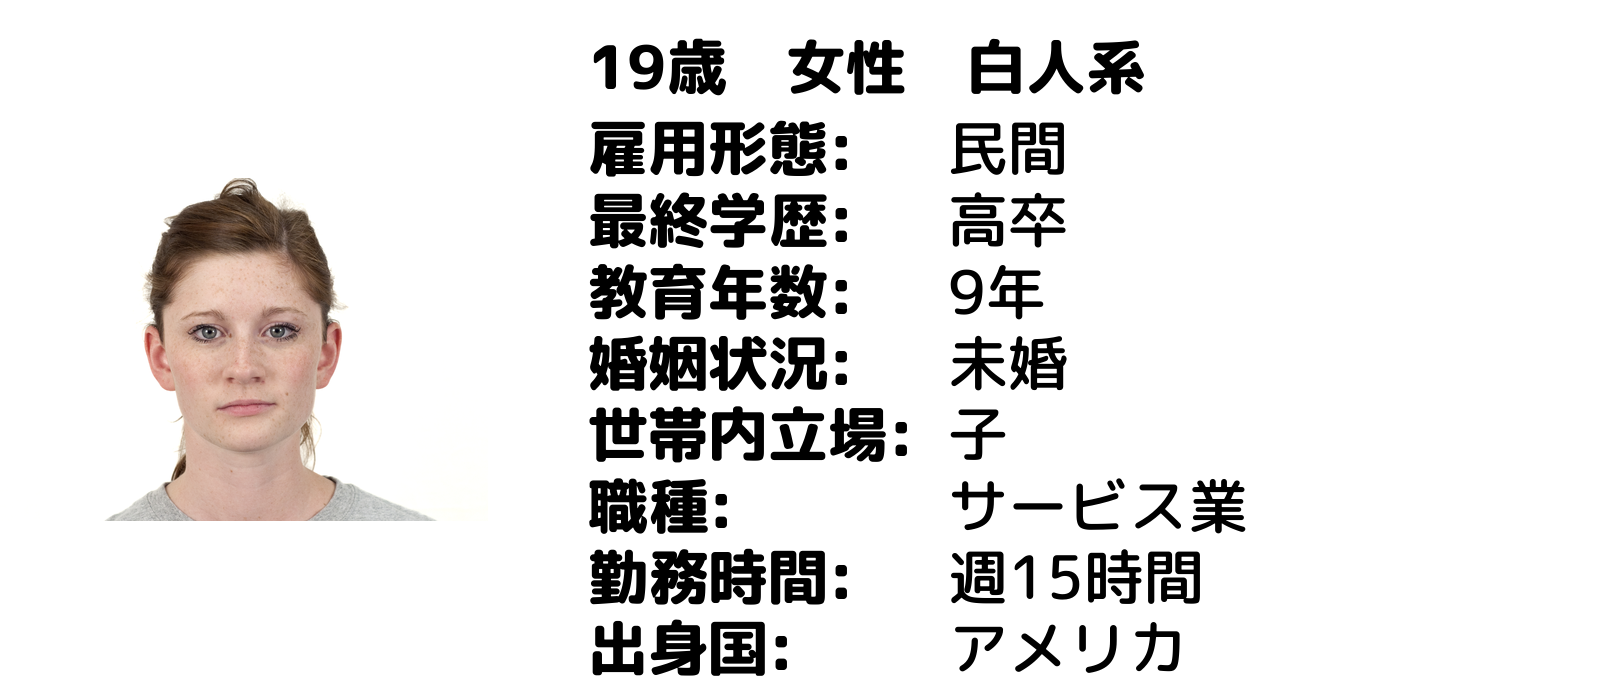 19歳　女性　白人系
雇用形態:　民間
最終学歴:　高卒
教育年数:　9年
婚姻状況:　未婚
世帯内立場:　子
職種:　サービス業
勤務時間:　週15時間
出身国:　アメリカ